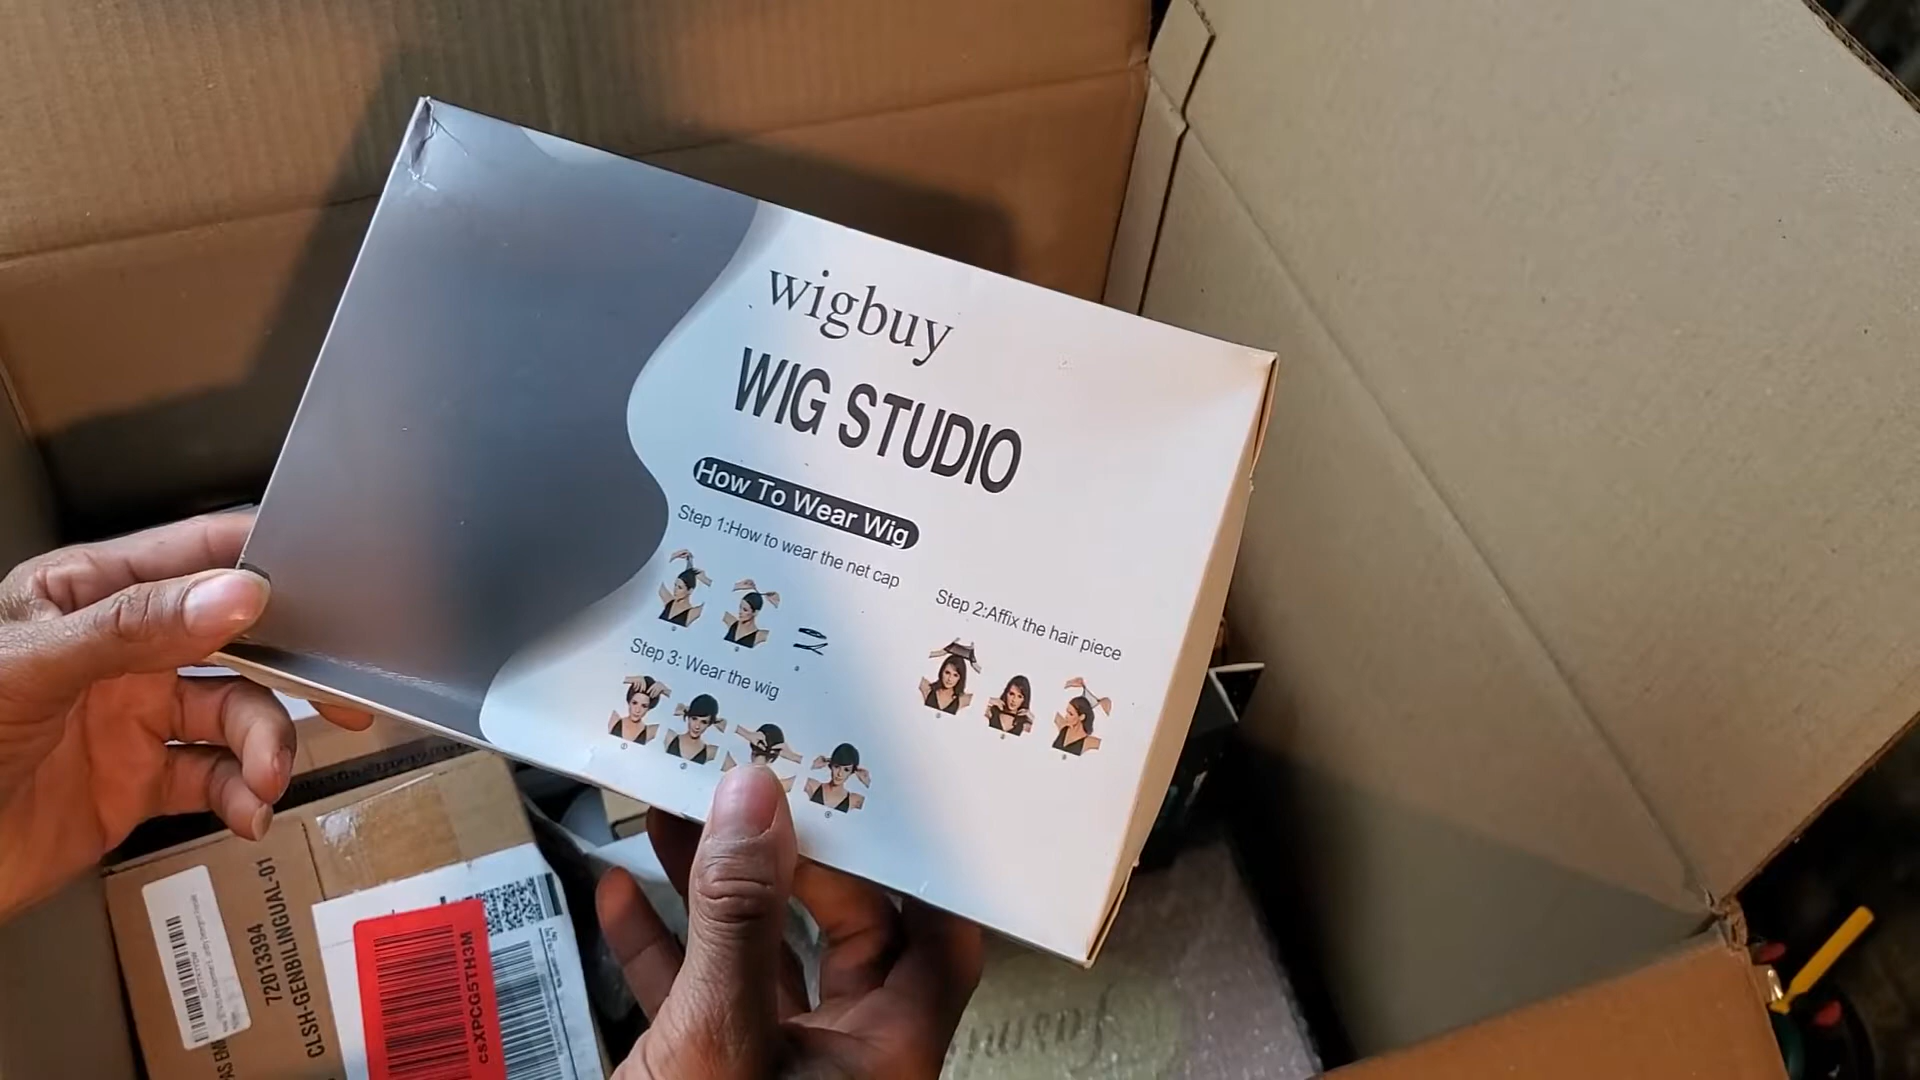 wigbuy
WIG STUDIO
How To Wear Wig
Step 1:How to wear the net cap
Step 2:Affix the hair piece
Step 3: Wear the wig
72013394
CLSH-GENBILINGUAL-01
csXPCG5TH3M